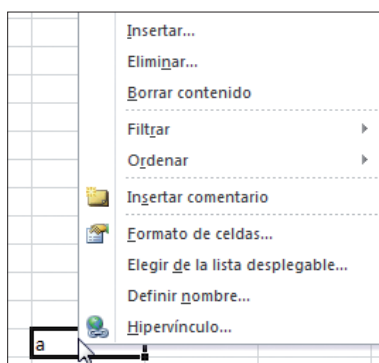 Insertar...
Eliminar...
Borrar contenido
Filtrar
Ordenar
Insertar comentario
Formato de celdas...
Elegir de la lista desplegable...
Definir nombre...
Hipervínculo...
a